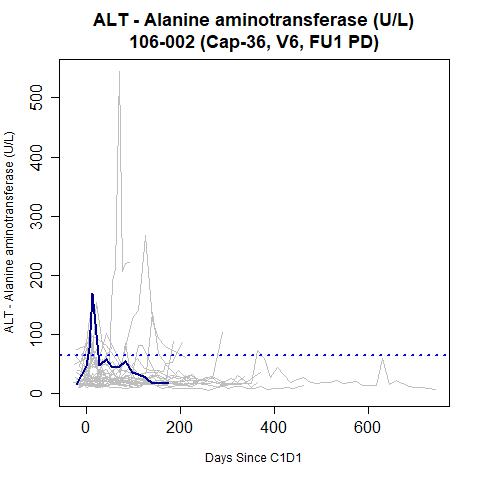 ALT - Alanine aminotransferase (U/L)
106-002 (Cap-36, V6, FU1 PD)
ALT - Alanine aminotransferase (U/L)
500
400
300
200
100
0
0
200
400
600
Days Since C1D1